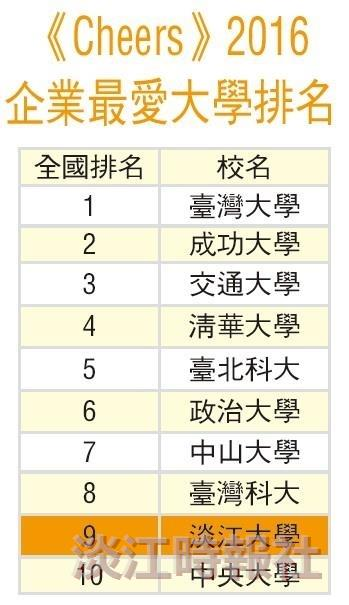 《Cheers》2016
企業最愛大學排名
全國排名 校名
1 臺灣大學
2 成功大學
3 交通大學
4 清華大學
5 臺北科大
6 政治大學
7 中山大學
8 臺灣科大
9 淡江大學
淡江時報社
10 中央大學